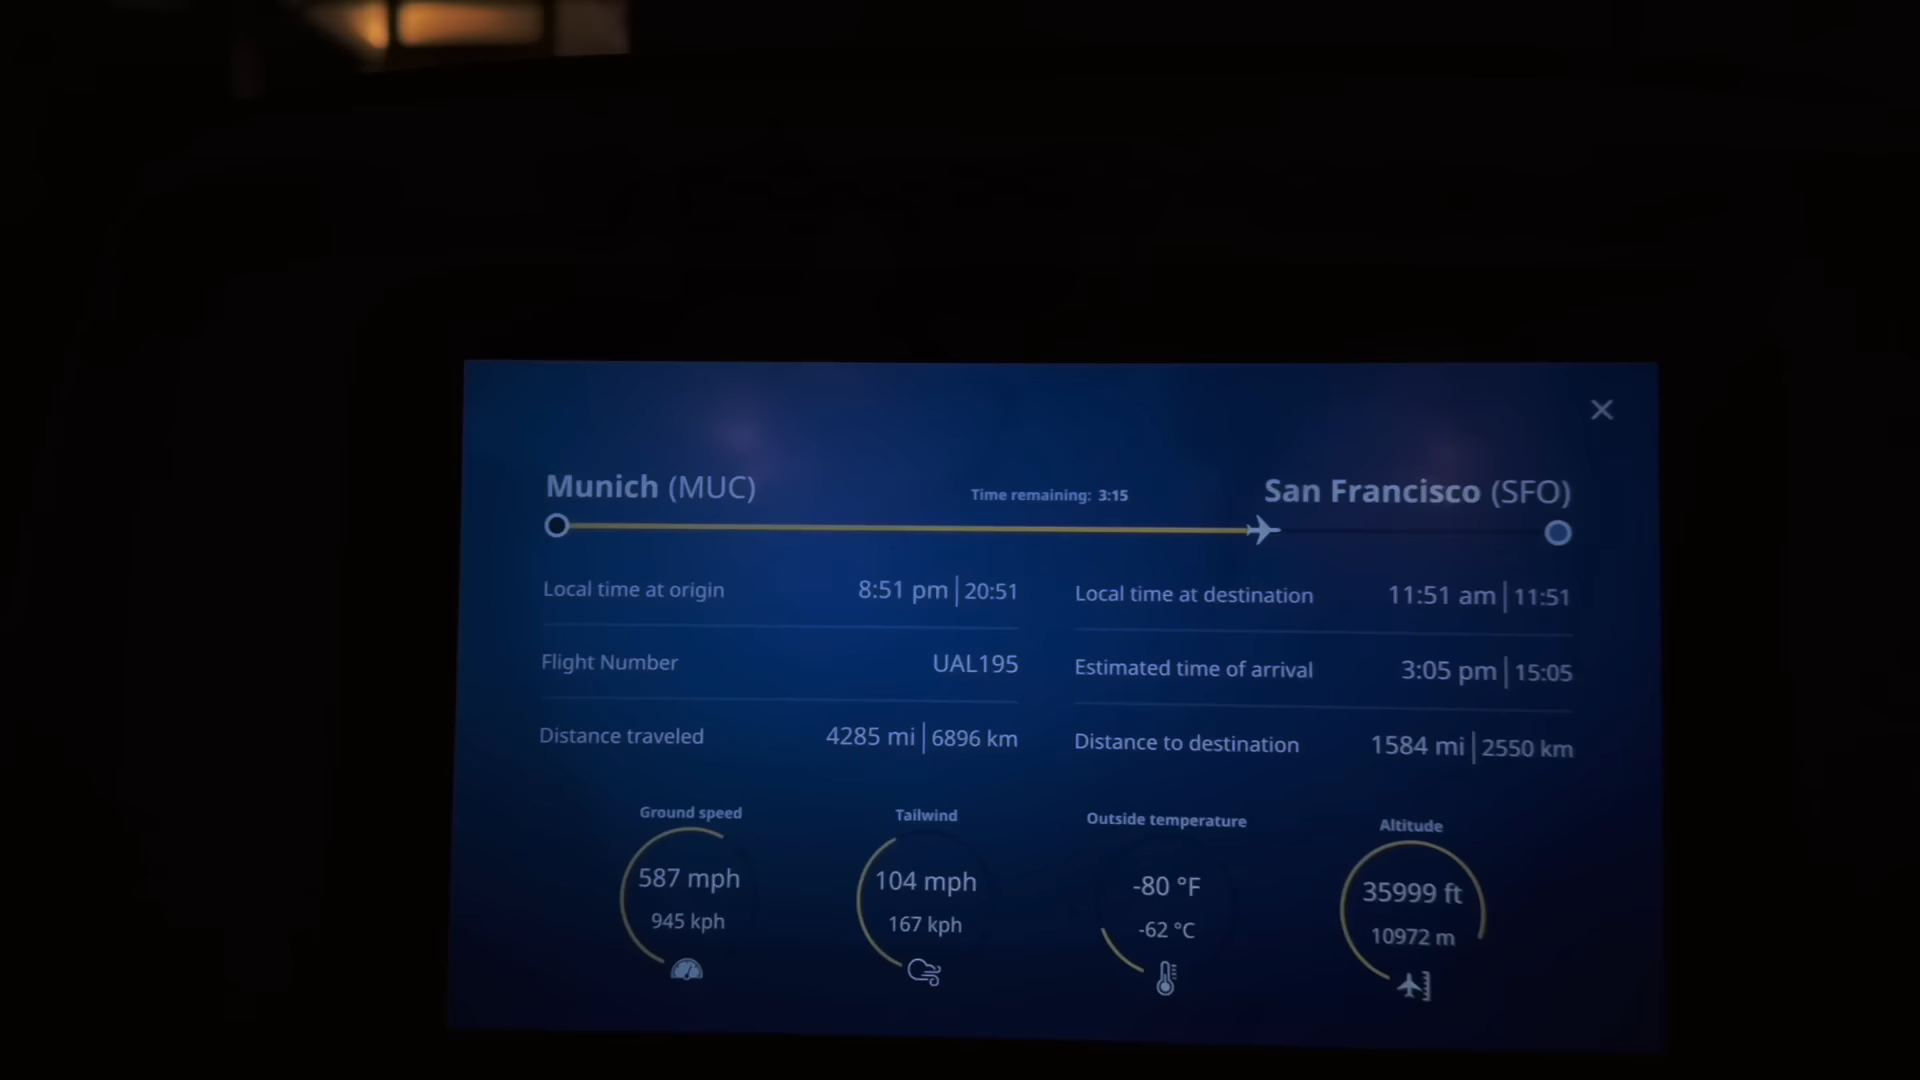 Munich (MUC)
Time remaining: 3:15
San Francisco (SFO)
Local time at origin 8:51 pm | 20:51
Local time at destination 11:51 am | 11:51
Flight Number UAL195
Estimated time of arrival 3:05 pm | 15:05
Distance traveled 4285 mi | 6896 km
Distance to destination 1584 mi | 2550 km
Ground speed
587 mph
945 kph
Tailwind
104 mph
167 kph
Outside temperature
-80 °F
-62 °C
Altitude
35999 ft
10972 m